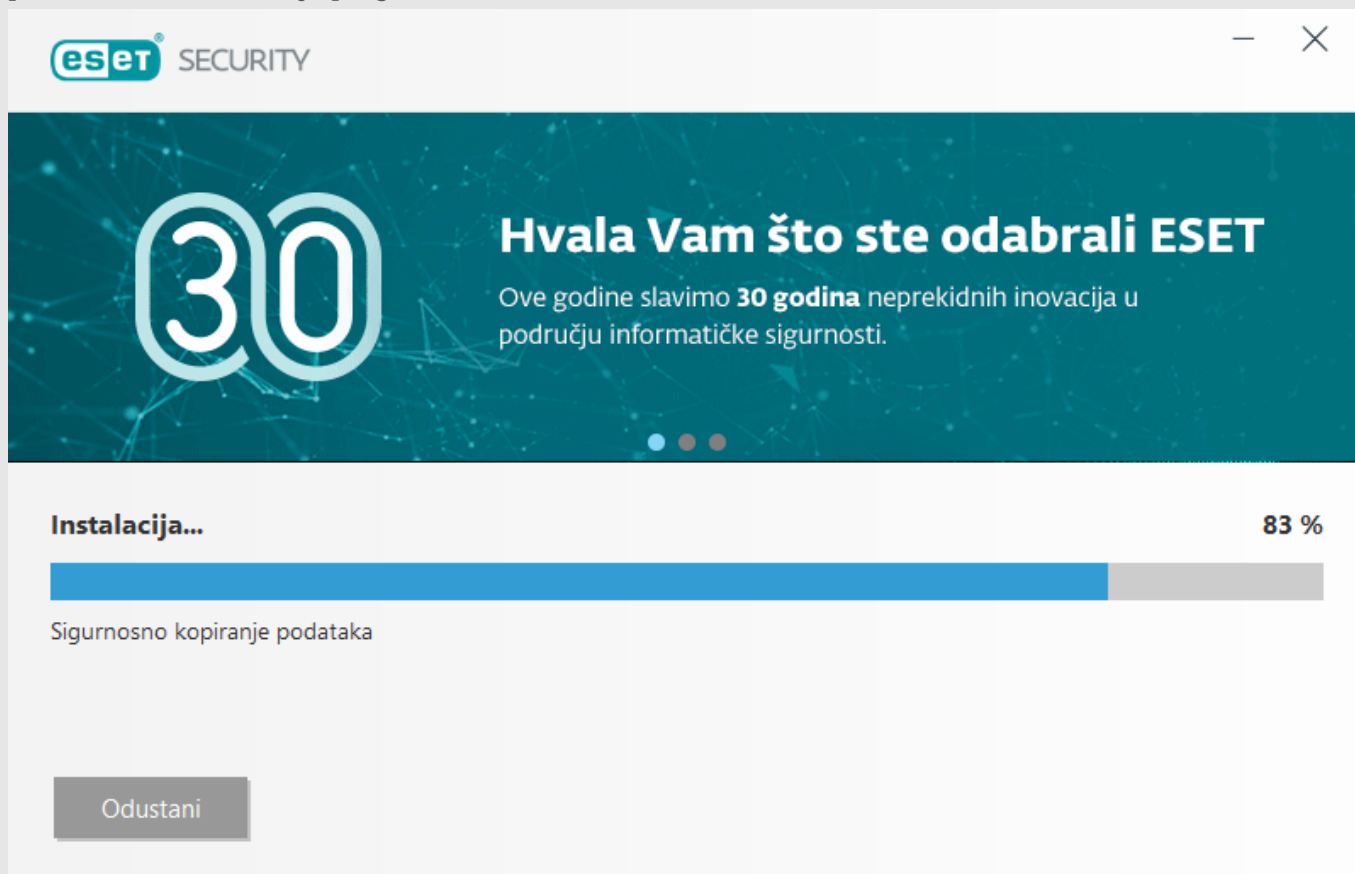 eset® SECURITY
30
Hvala Vam što ste odabrali ESET
Ove godine slavimo 30 godina neprekidnih inovacija u
području informatičke sigurnosti.
Instalacija... 83 %
Sigurnosno kopiranje podataka
Odustani